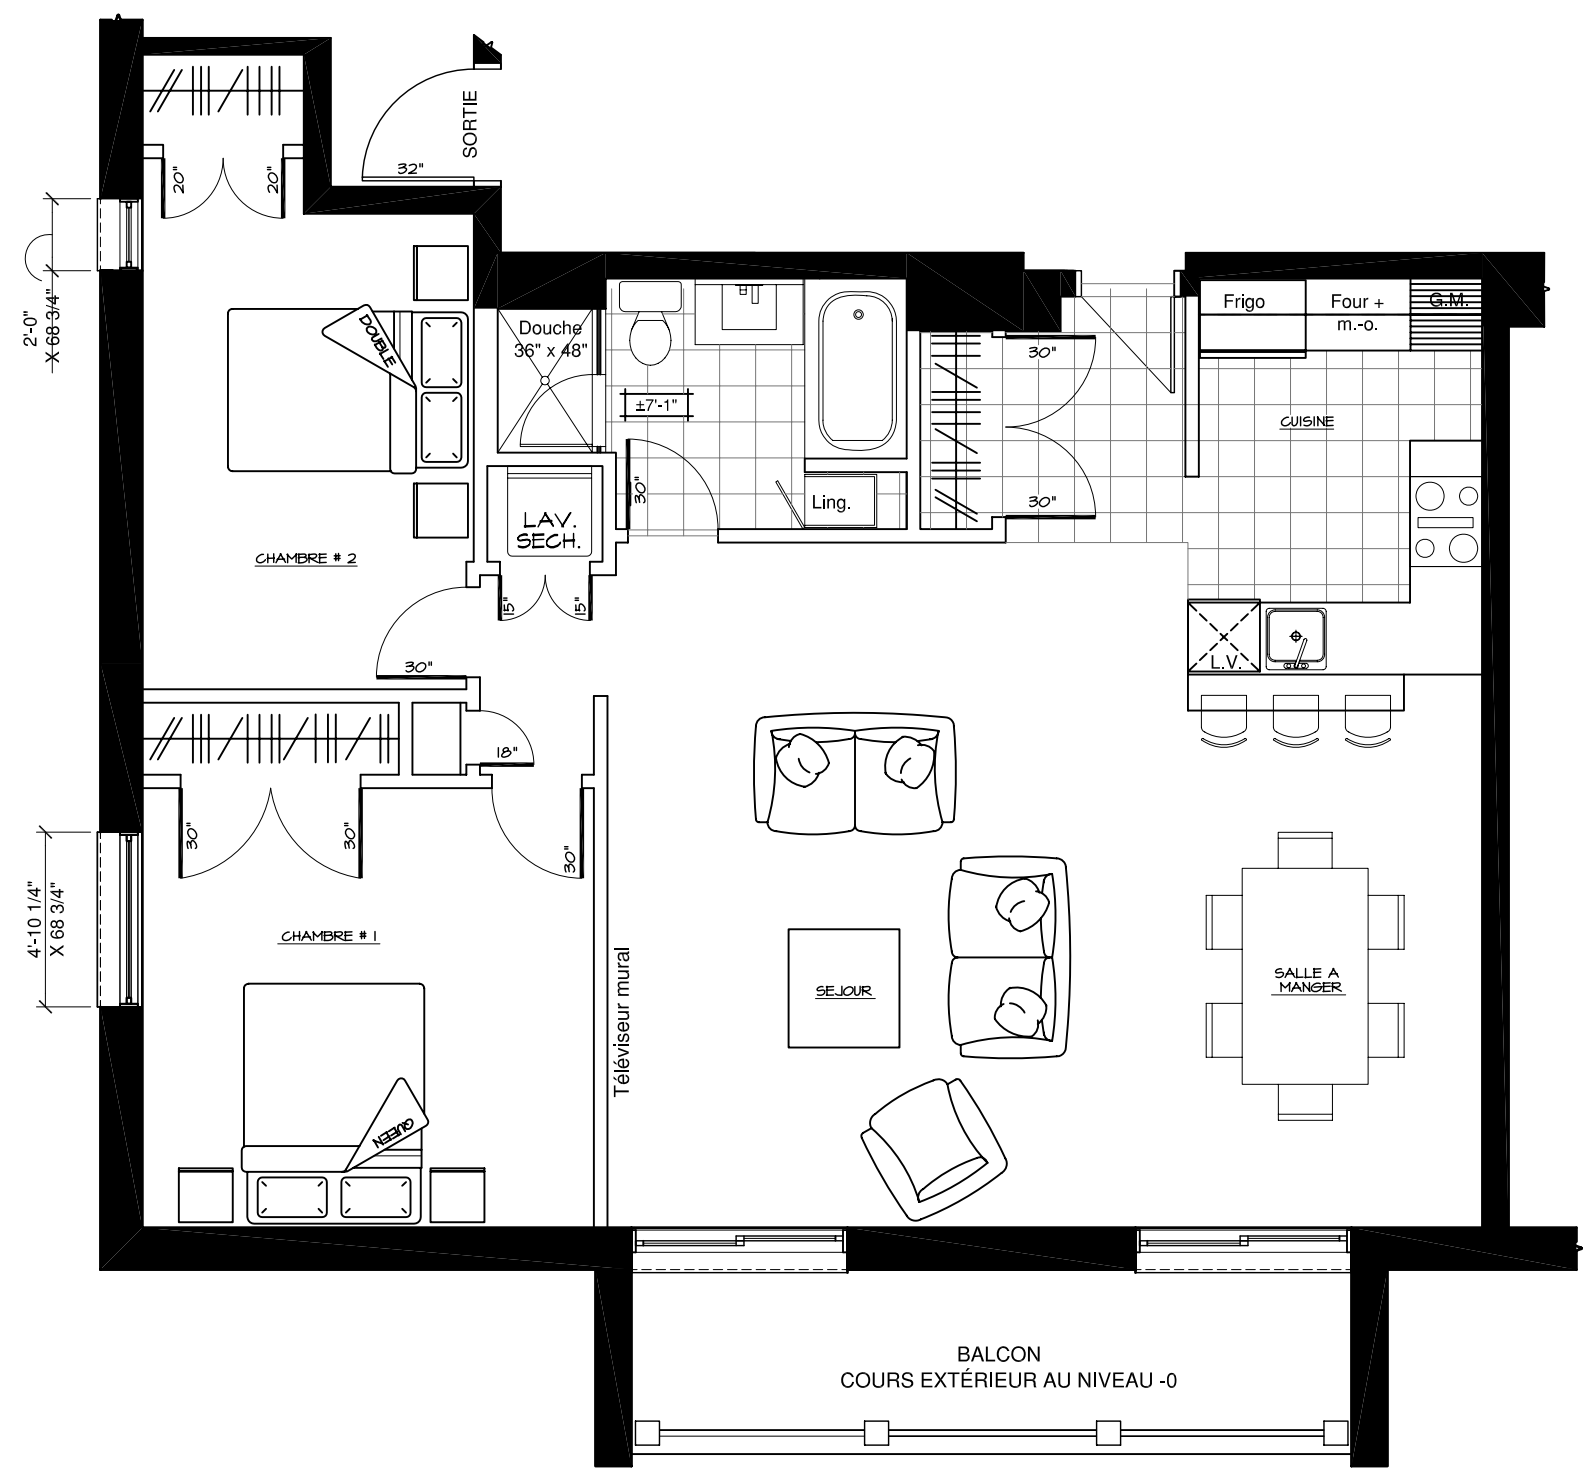 SORTIE
32"
20"
20"
2'-0"
X 68 3/4"
DOUBLE
Douche
36" x 48"
±7'-1"
30"
30"
30"
Frigo
Four +
m.-o.
G.M.
CUISINE
Ling.
LAV.
SECH.
15"
15"
CHAMBRE # 2
30"
L.V.
18"
30"
30"
30"
4'-10 1/4"
X 68 3/4"
CHAMBRE # 1
QUEEN
Téléviseur mural
SEJOUR
SALLE A
MANGER
BALCON
COURS EXTÉRIEUR AU NIVEAU -0